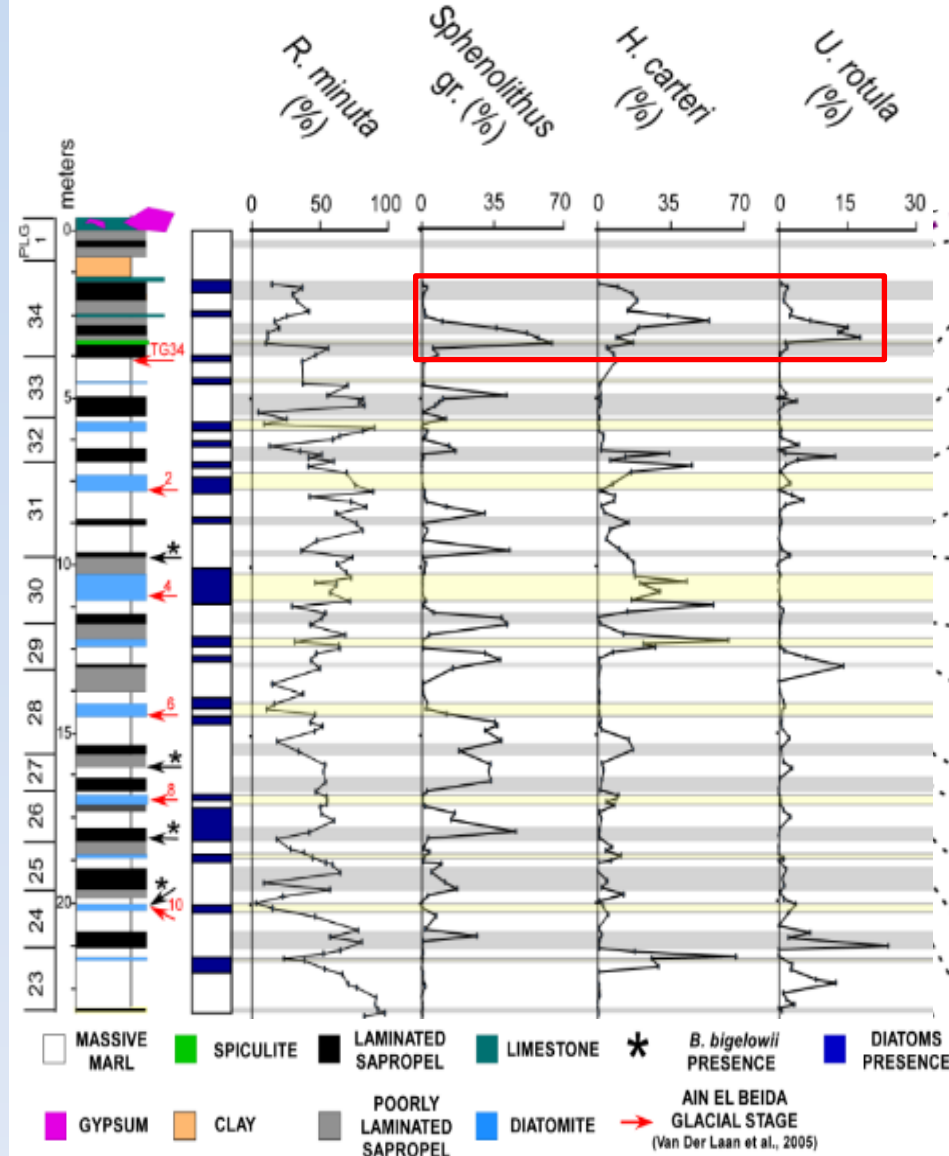 R. minuta
(%)
Sphenolithus
gr. (%)
H. carteri
(%)
U. rotula
(%)
meters
0 50 100
0 35 70
0 70
0 15 30
0
5
10
15
20
PLG
1
34
33
32
31
30
29
28
27
26
25
24
23
TG34
2
*
4
6
*
8
*
*
10
MASSIVE
MARL
SPICULITE
LAMINATED
SAPROPEL
LIMESTONE
*
B. bigelowii
PRESENCE
DIATOMS
PRESENCE
GYPSUM
CLAY
POORLY
LAMINATED
SAPROPEL
DIATOMITE
AIN EL BEIDA
GLACIAL STAGE
(Van Der Laan et al., 2005)